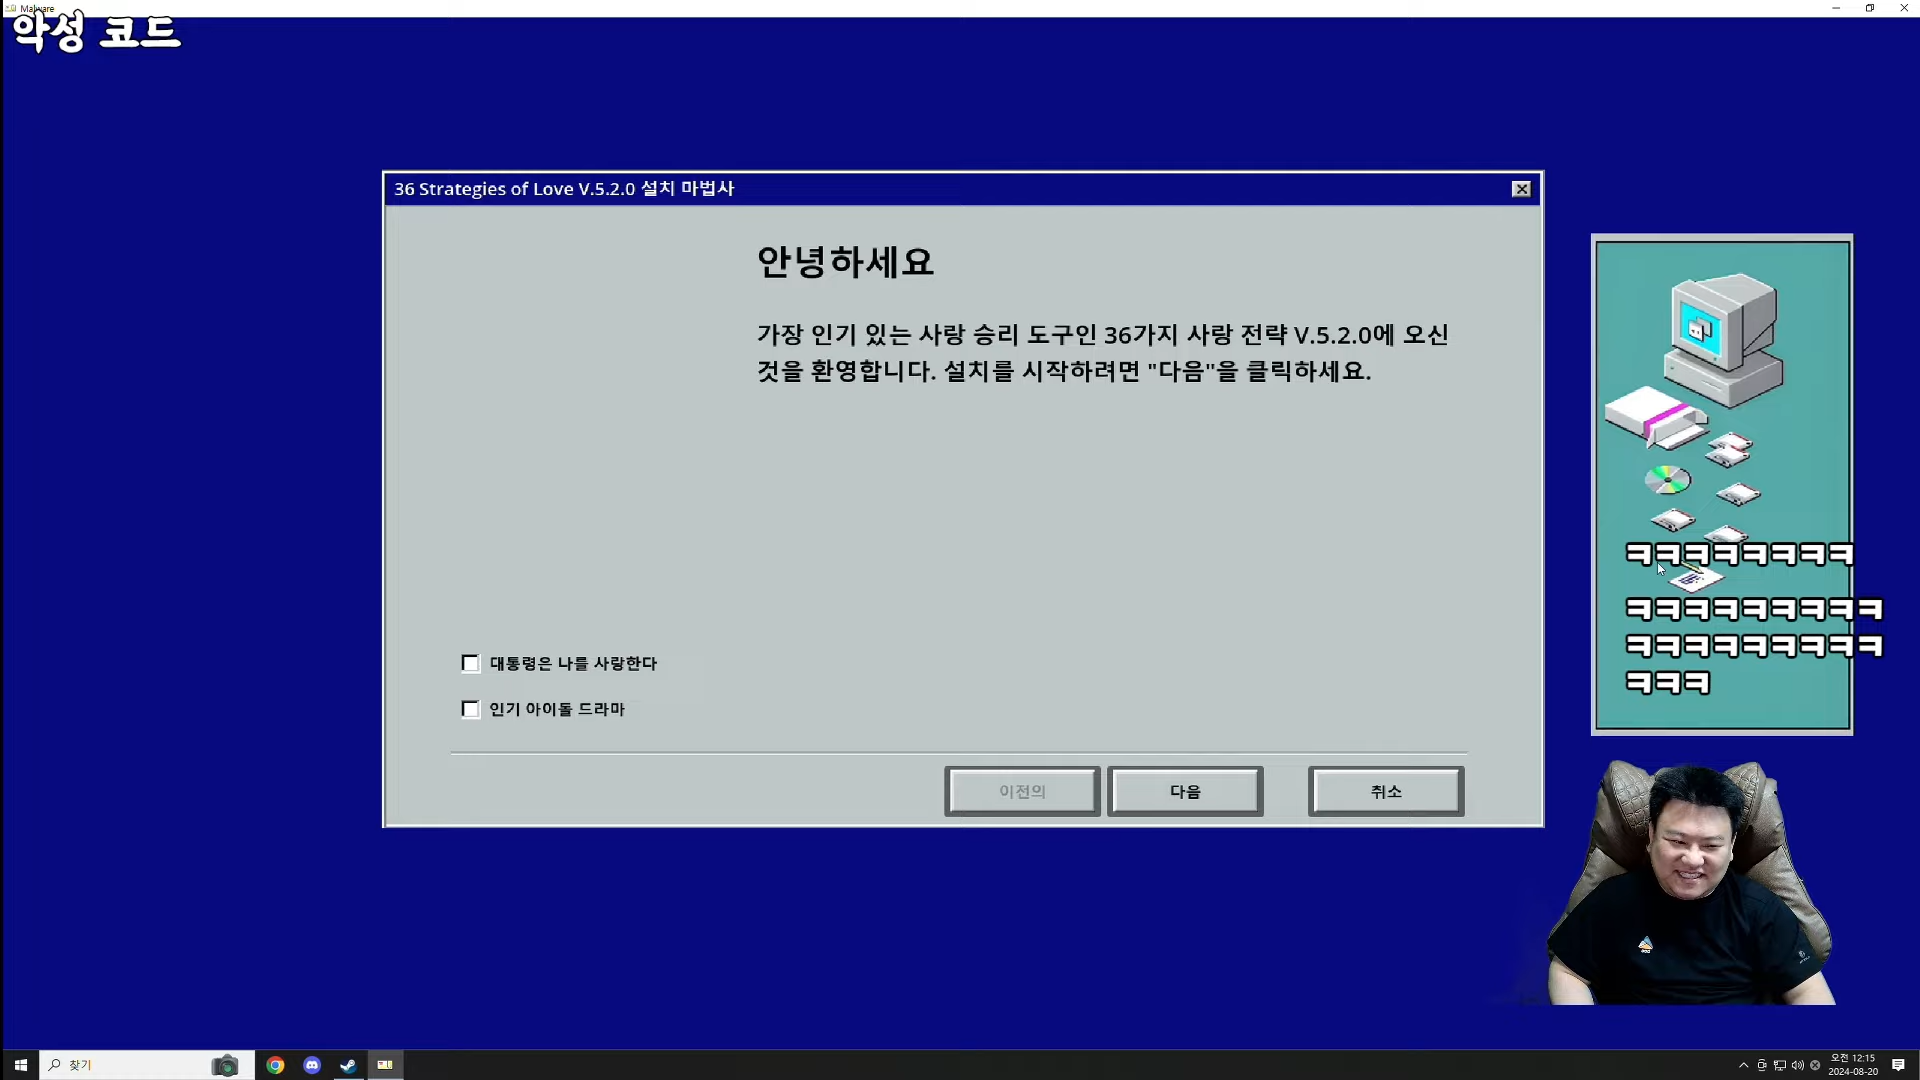 Malware
악성 코드
36 Strategies of Love V.5.2.0 설치 마법사
안녕하세요
가장 인기 있는 사랑 승리 도구인 36가지 사랑 전략 V.5.2.0에 오신
것을 환영합니다. 설치를 시작하려면 "다음"을 클릭하세요.
ㅋㅋㅋㅋㅋㅋㅋㅋ
ㅋㅋㅋㅋㅋㅋㅋㅋㅋ
ㅋㅋㅋㅋㅋㅋㅋㅋㅋ
ㅋㅋㅋ
대통령은 나를 사랑한다
인기 아이돌 드라마
이전의
다음
취소
찾기
오전 12:15
2024-08-20